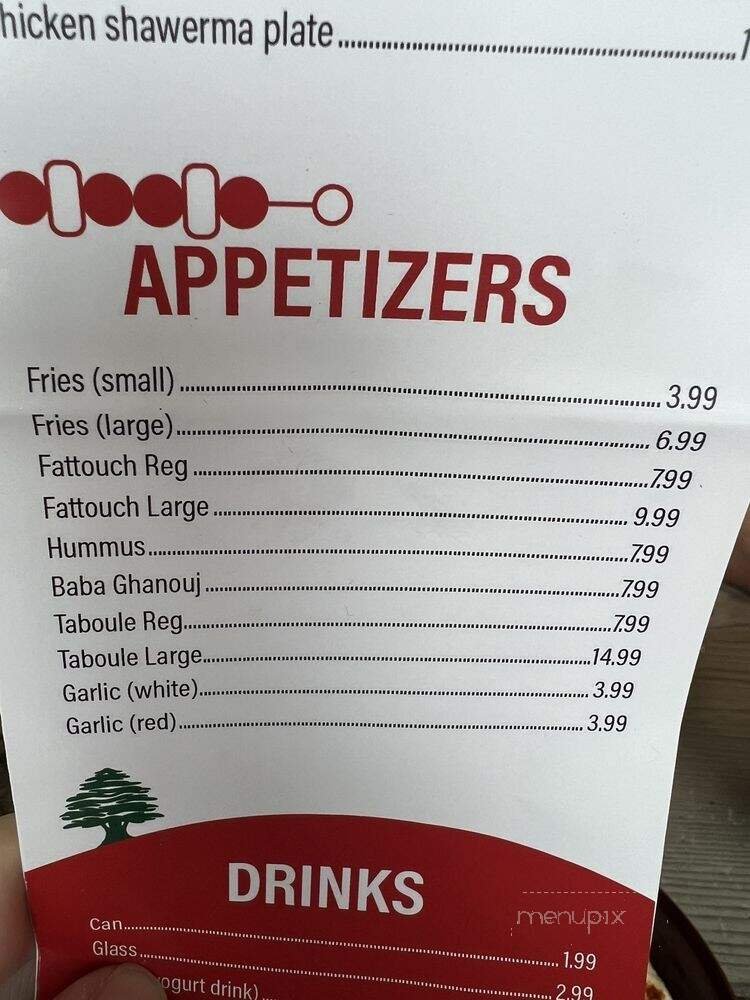 shawerma plate
APPETIZERS
Fries (small) 3.99
Fries (large) 6.99
Fattouch Reg 7.99
Fattouch Large 9.99
Hummus 7.99
Baba Ghanouj 7.99
Taboule Reg 7.99
Taboule Large 14.99
Garlic (white) 3.99
Garlic (red) 3.99
DRINKS
menupix
Can 1.99
Glass 2.99
drink)